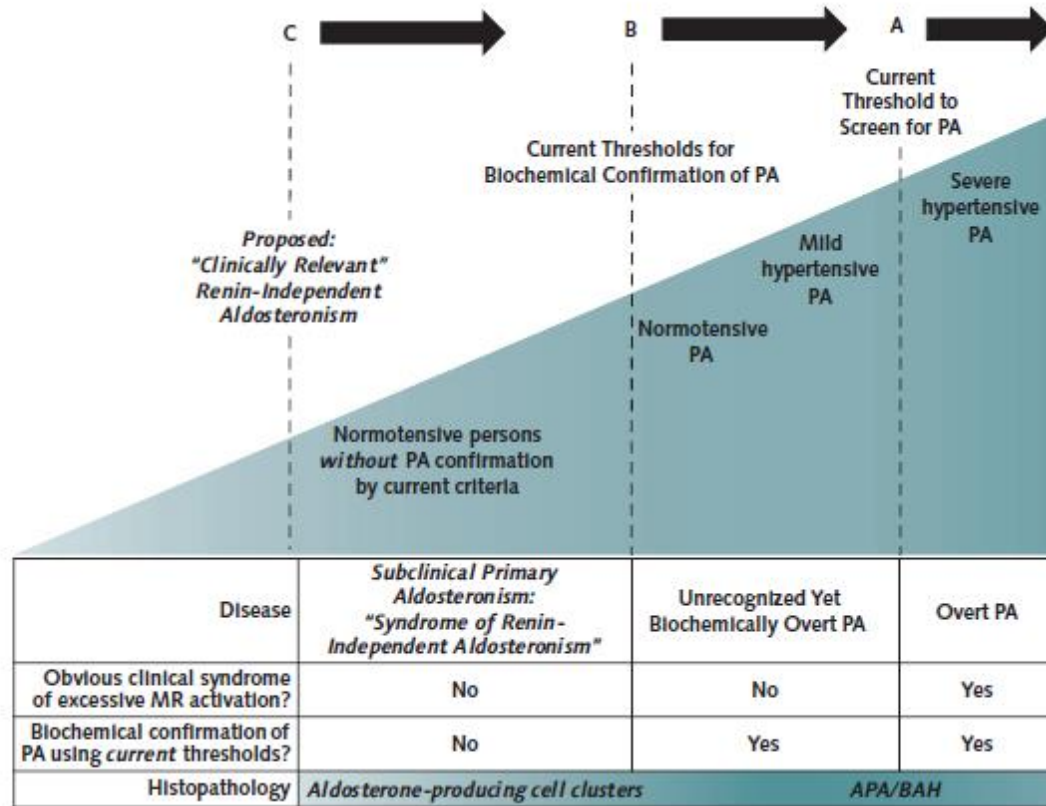 C
B
A
Current
Threshold to
Screen for PA
Current Thresholds for
Biochemical Confirmation of PA
Proposed:
"Clinically Relevant"
Renin-Independent
Aldosteronism
Severe
hypertensive
PA
Mild
hypertensive
PA
Normotensive
PA
Normotensive persons
without PA confirmation
by current criteria
Disease
Subclinical Primary
Aldosteronism:
"Syndrome of Renin-
Independent Aldosteronism"
Unrecognized Yet
Biochemically Overt PA
Overt PA
Obvious clinical syndrome
of excessive MR activation?
No
No
Yes
Biochemical confirmation of
PA using current thresholds?
No
Yes
Yes
Histopathology
Aldosterone-producing cell clusters
APA/BAH